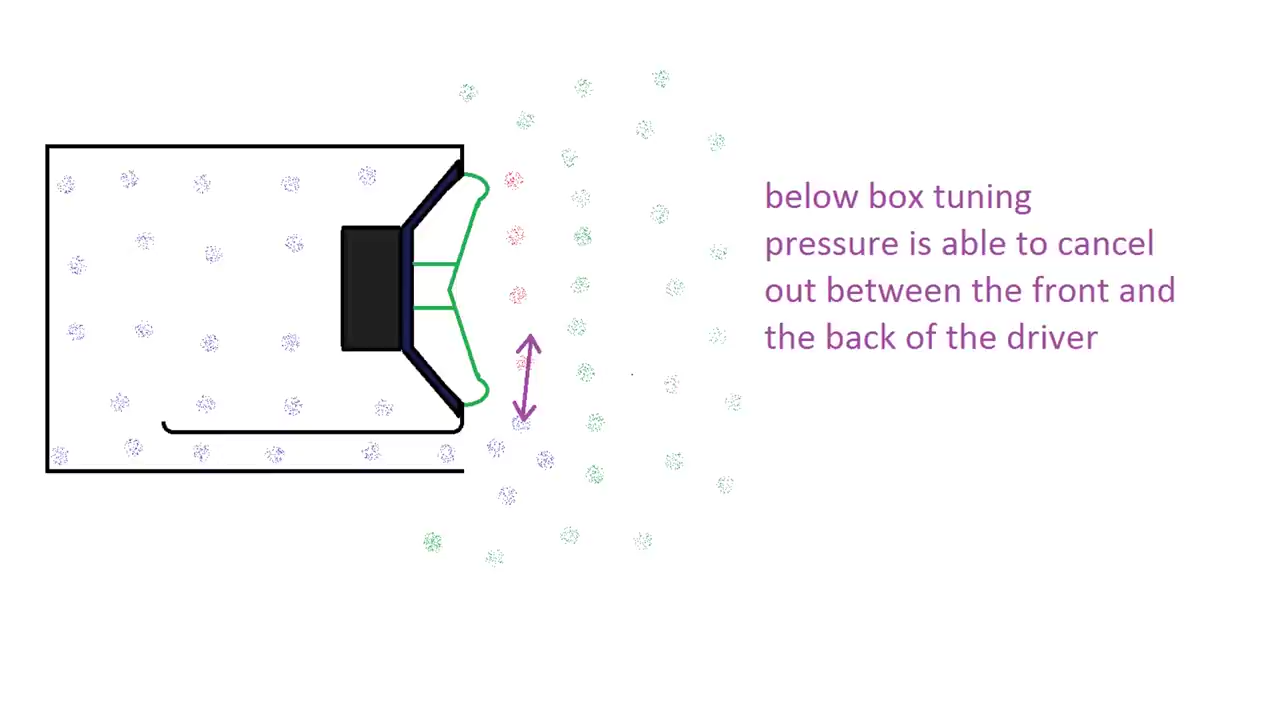 below box tuning
pressure is able to cancel
out between the front and
the back of the driver